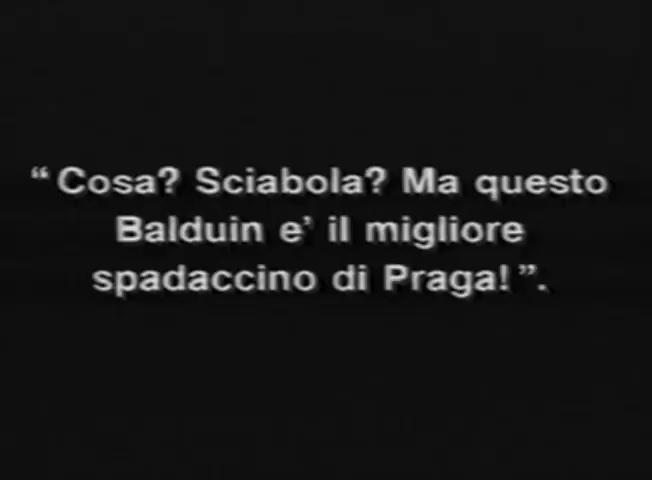 “Cosa? Sciabola? Ma questo
Balduin e’ il migliore
spadaccino di Praga!”.